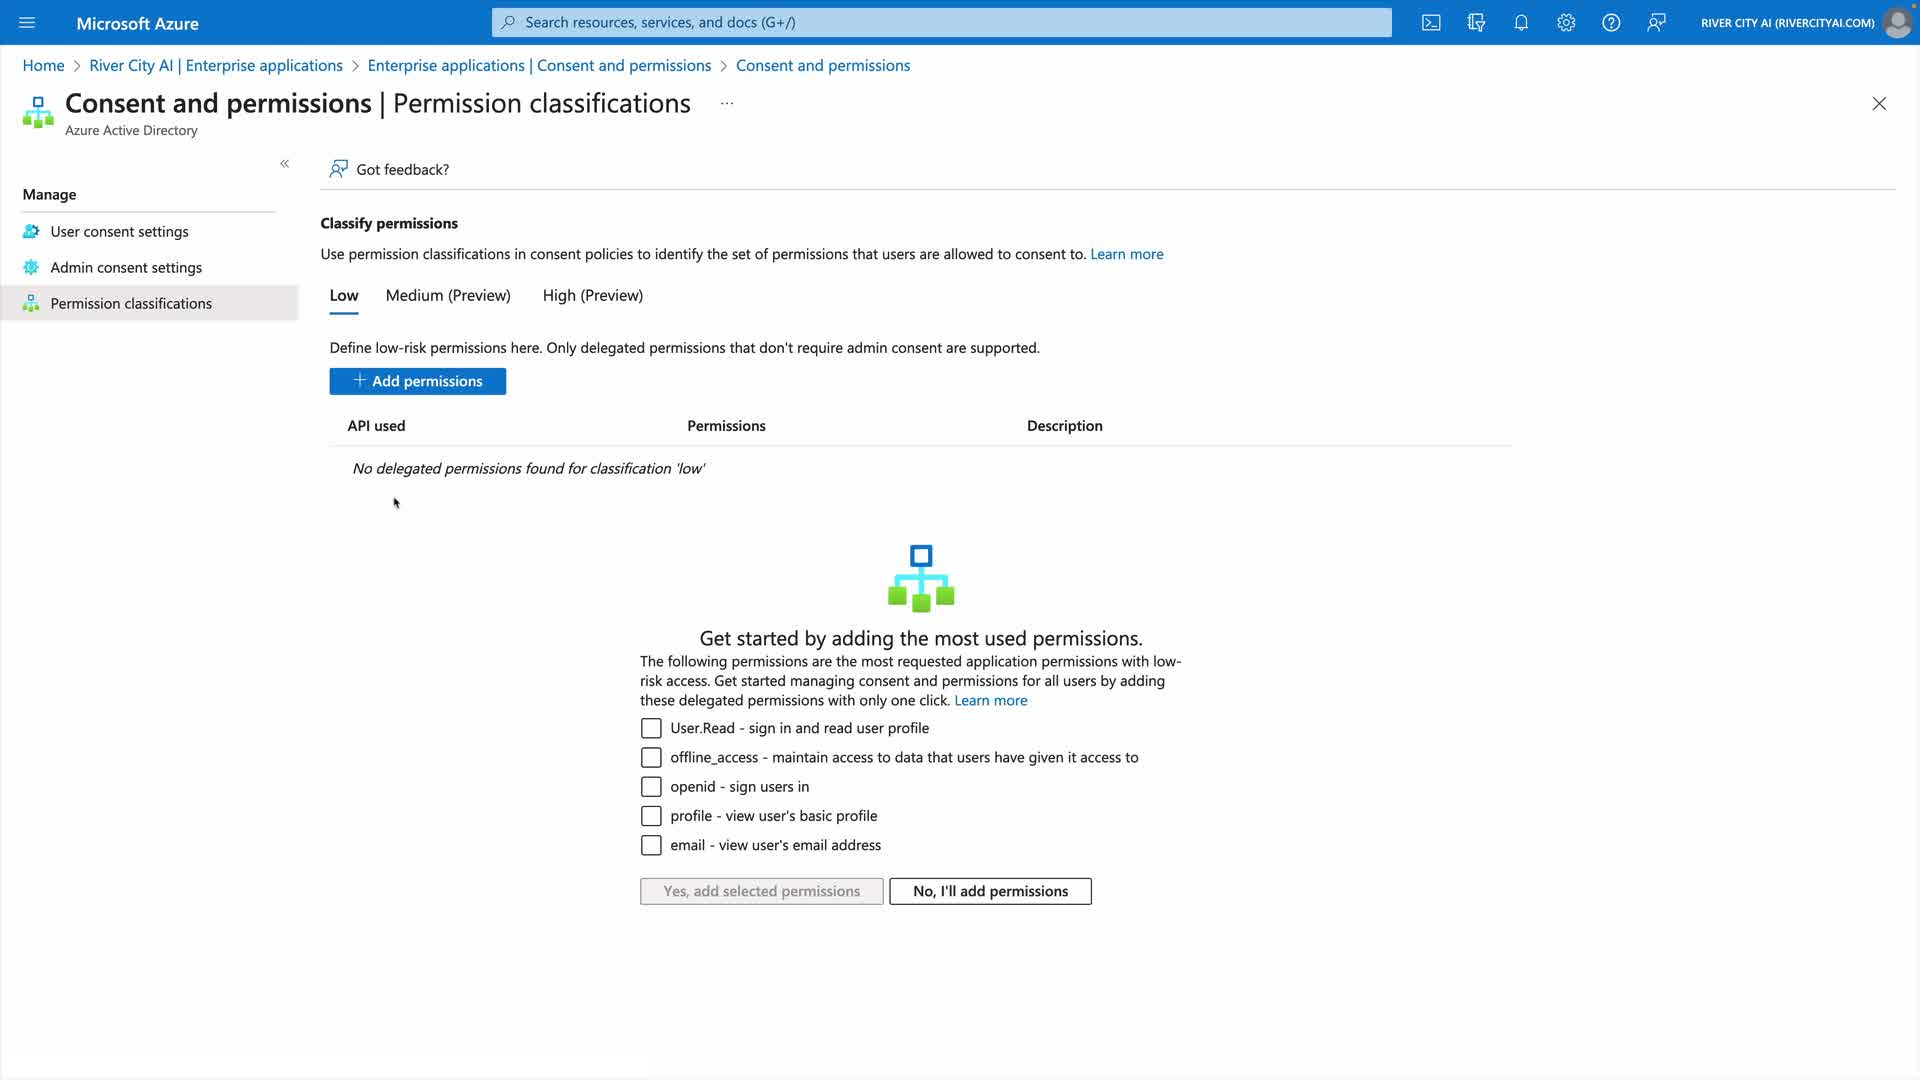 Microsoft Azure
Search resources, services, and docs (G+/)
RIVER CITY AI (RIVERCITYAI.COM)
Home > River City AI | Enterprise applications > Enterprise applications | Consent and permissions > Consent and permissions
Consent and permissions | Permission classifications ...
Azure Active Directory
«
Got feedback?
Manage
User consent settings
Admin consent settings
Permission classifications
Classify permissions
Use permission classifications in consent policies to identify the set of permissions that users are allowed to consent to. Learn more
Low Medium (Preview) High (Preview)
Define low-risk permissions here. Only delegated permissions that don't require admin consent are supported.
+ Add permissions
API used Permissions Description
No delegated permissions found for classification 'low'
Get started by adding the most used permissions.
The following permissions are the most requested application permissions with low-
risk access. Get started managing consent and permissions for all users by adding
these delegated permissions with only one click. Learn more
User.Read - sign in and read user profile
offline_access - maintain access to data that users have given it access to
openid - sign users in
profile - view user's basic profile
email - view user's email address
Yes, add selected permissions
No, I'll add permissions